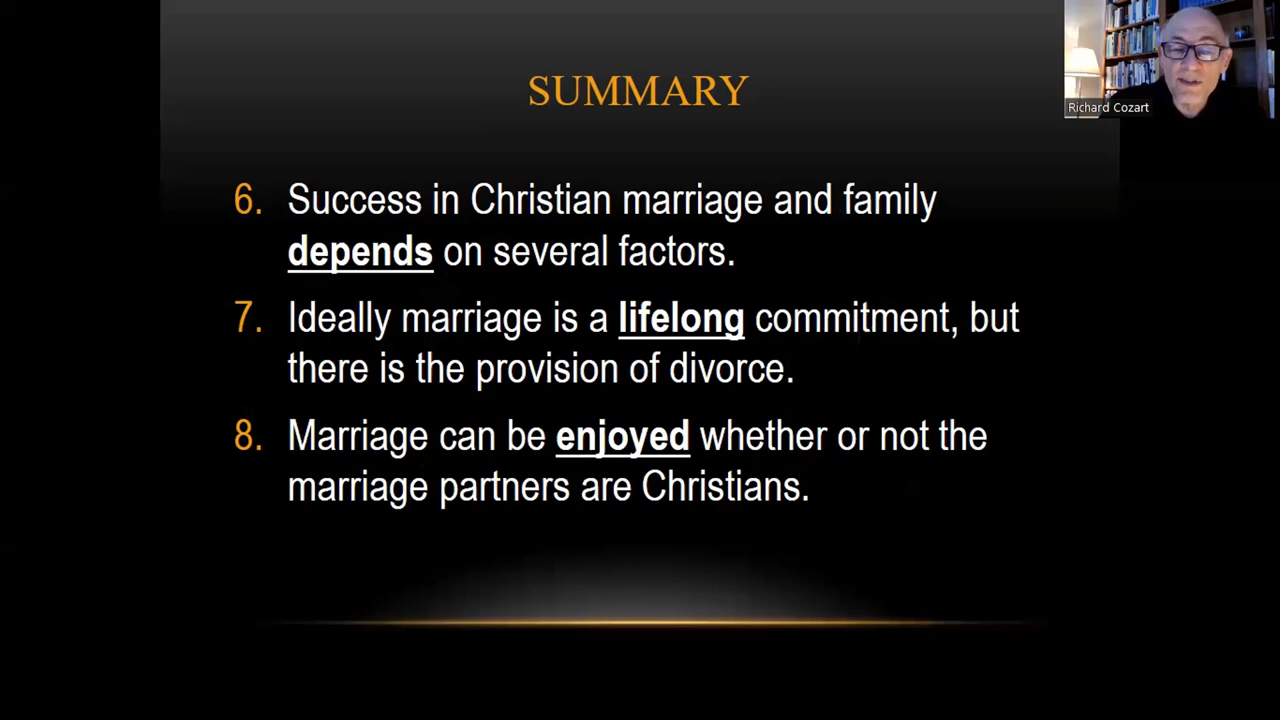 SUMMARY
Richard Cozart
6. Success in Christian marriage and family
depends on several factors.
7. Ideally marriage is a lifelong commitment, but
there is the provision of divorce.
8. Marriage can be enjoyed whether or not the
marriage partners are Christians.